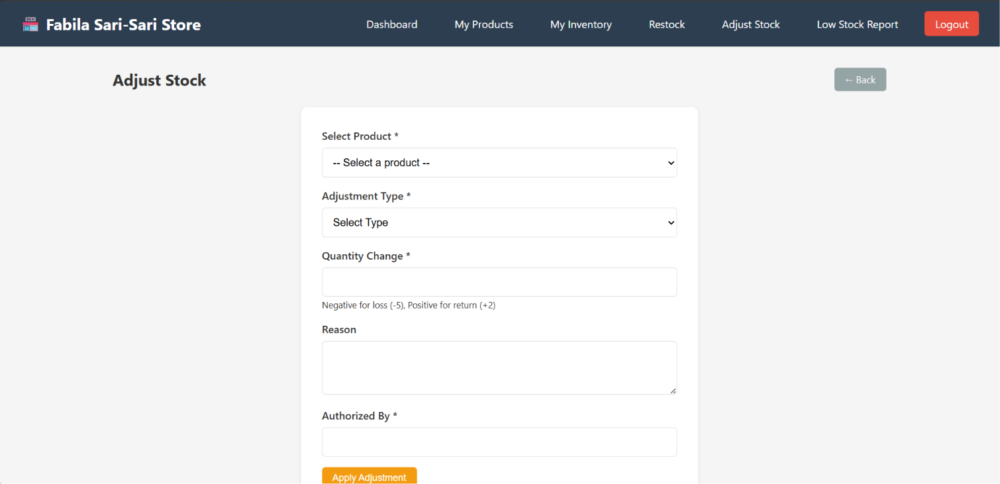 Fabila Sari-Sari Store
Dashboard
My Products
My Inventory
Restock
Adjust Stock
Low Stock Report
Logout
Adjust Stock
← Back
Select Product *
-- Select a product --
Adjustment Type *
Select Type
Quantity Change *
Negative for loss (-5), Positive for return (+2)
Reason
Authorized By *
Apply Adjustment